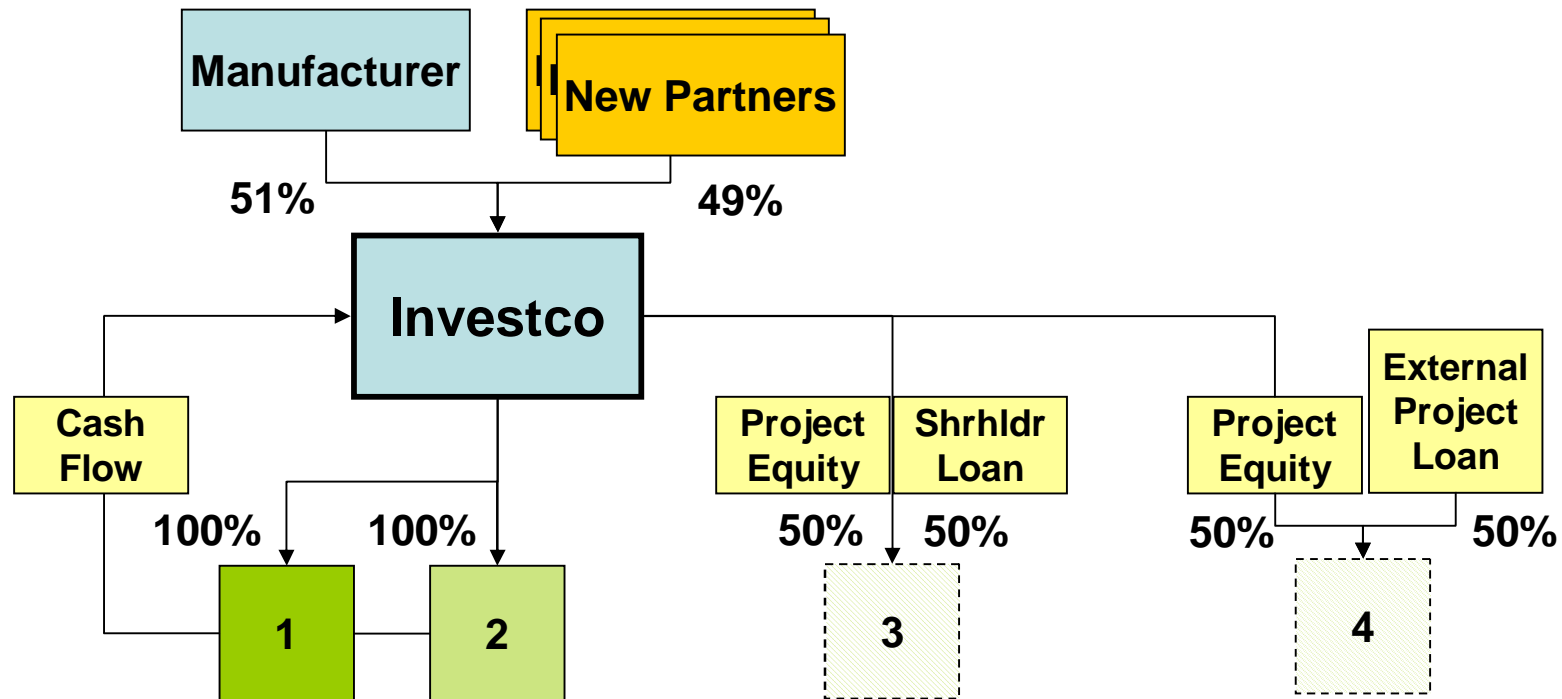 Manufacturer
New Partners
51%
49%
Investco
Cash
Flow
Project
Equity
Shrhldr
Loan
Project
Equity
External
Project
Loan
100%
100%
50%
50%
50%
50%
1
2
3
4